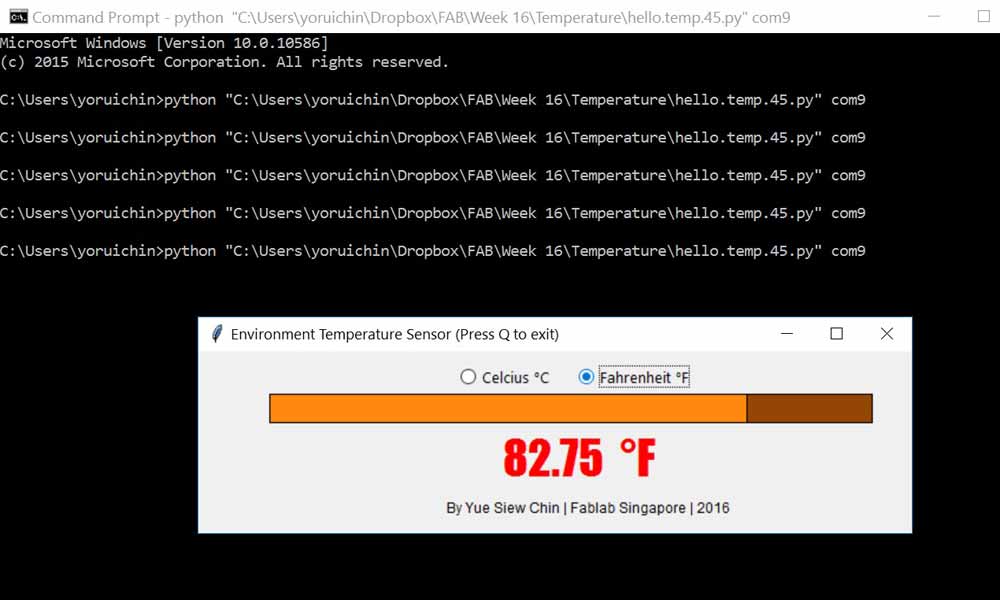 Command Prompt - python  "C:\Users\yoruichin\Dropbox\FAB\Week 16\Temperature\hello.temp.45.py" com9
Microsoft Windows [Version 10.0.10586]
(c) 2015 Microsoft Corporation. All rights reserved.
C:\Users\yoruichin>python "C:\Users\yoruichin\Dropbox\FAB\Week 16\Temperature\hello.temp.45.py" com9
C:\Users\yoruichin>python "C:\Users\yoruichin\Dropbox\FAB\Week 16\Temperature\hello.temp.45.py" com9
C:\Users\yoruichin>python "C:\Users\yoruichin\Dropbox\FAB\Week 16\Temperature\hello.temp.45.py" com9
C:\Users\yoruichin>python "C:\Users\yoruichin\Dropbox\FAB\Week 16\Temperature\hello.temp.45.py" com9
C:\Users\yoruichin>python "C:\Users\yoruichin\Dropbox\FAB\Week 16\Temperature\hello.temp.45.py" com9
Environment Temperature Sensor (Press Q to exit)
Celcius °C Fahrenheit °F
82.75 °F
By Yue Siew Chin | Fablab Singapore | 2016